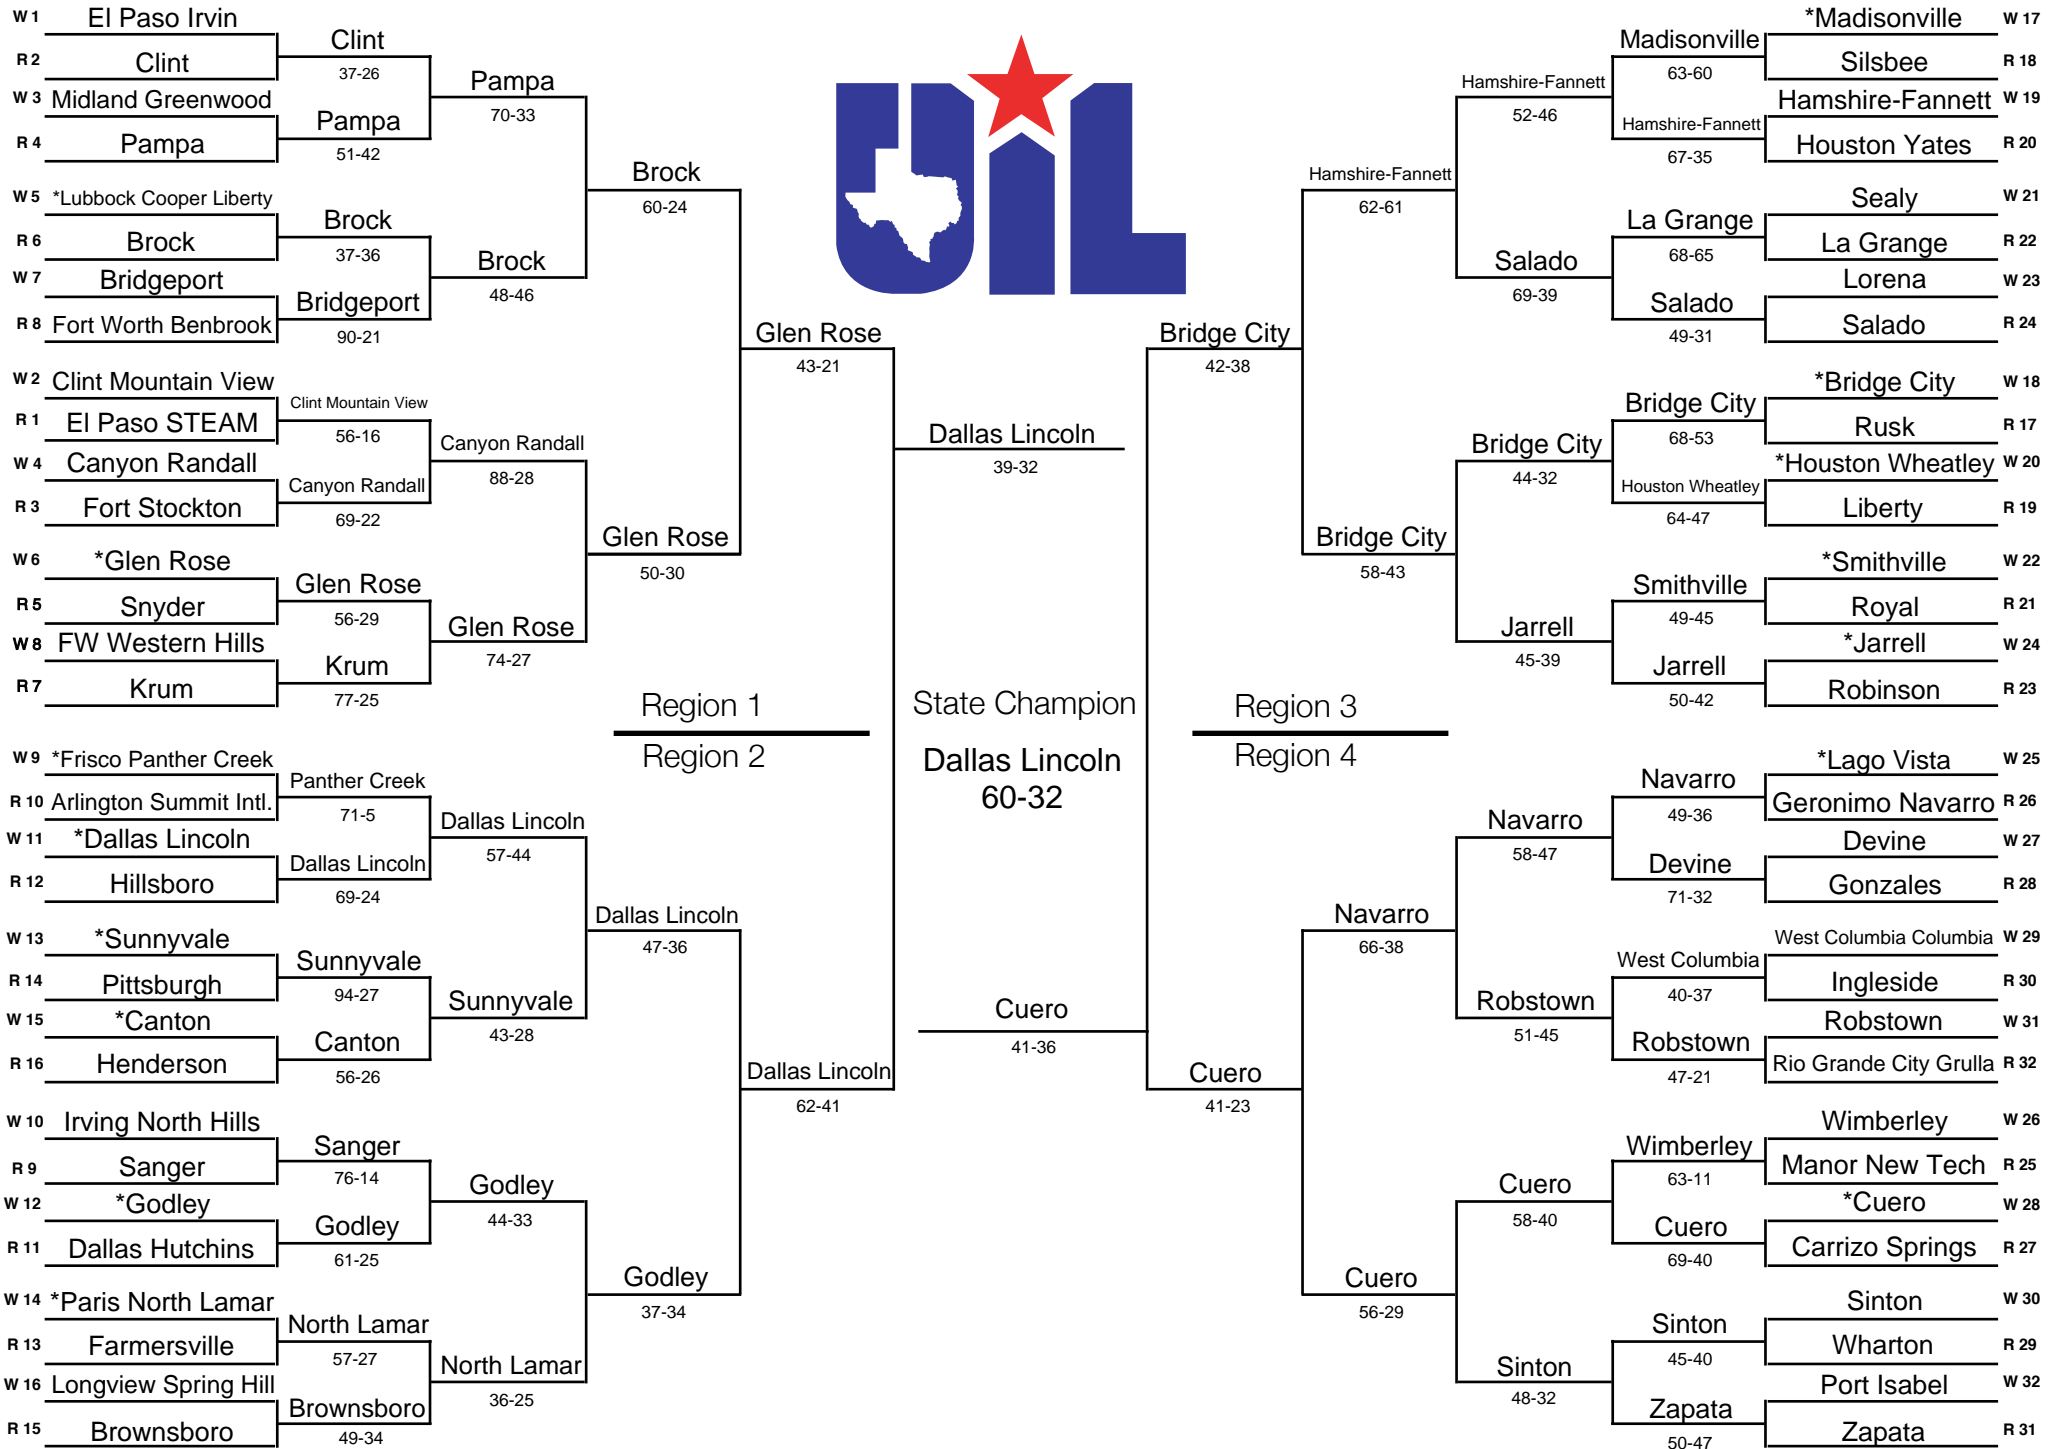 W 1 El Paso Irvin
R 2 Clint
W 3 Midland Greenwood
R 4 Pampa
W 5 *Lubbock Cooper Liberty
R 6 Brock
W 7 Bridgeport
R 8 Fort Worth Benbrook
W 2 Clint Mountain View
R 1 El Paso STEAM
W 4 Canyon Randall
R 3 Fort Stockton
W 6 *Glen Rose
R 5 Snyder
W 8 FW Western Hills
R 7 Krum
W 9 *Frisco Panther Creek
R 10 Arlington Summit Intl.
W 11 *Dallas Lincoln
R 12 Hillsboro
W 13 *Sunnyvale
R 14 Pittsburgh
W 15 *Canton
R 16 Henderson
W 10 Irving North Hills
R 9 Sanger
W 12 *Godley
R 11 Dallas Hutchins
W 14 *Paris North Lamar
R 13 Farmersville
W 16 Longview Spring Hill
R 15 Brownsboro
Clint
37-26
Pampa
51-42
Brock
37-36
Bridgeport
90-21
Clint Mountain View
56-16
Canyon Randall
69-22
Glen Rose
56-29
Krum
77-25
Panther Creek
71-5
Dallas Lincoln
69-24
Sunnyvale
94-27
Canton
56-26
Sanger
76-14
Godley
61-25
North Lamar
57-27
Brownsboro
49-34
Pampa
70-33
Brock
48-46
Canyon Randall
88-28
Glen Rose
74-27
Dallas Lincoln
57-44
Sunnyvale
43-28
Godley
44-33
North Lamar
36-25
Brock
60-24
Glen Rose
50-30
Dallas Lincoln
47-36
Godley
37-34
Glen Rose
43-21
Dallas Lincoln
62-41
Region 1
Region 2
UIL
Dallas Lincoln
39-32
State Champion
Dallas Lincoln
60-32
Cuero
41-36
Region 3
Region 4
Bridge City
42-38
Cuero
41-23
Hamshire-Fannett
62-61
Bridge City
58-43
Navarro
66-38
Cuero
56-29
Hamshire-Fannett
52-46
Salado
69-39
Bridge City
44-32
Jarrell
45-39
Navarro
58-47
Robstown
51-45
Cuero
58-40
Sinton
48-32
Madisonville
63-60
Hamshire-Fannett
67-35
La Grange
68-65
Salado
49-31
Bridge City
68-53
Houston Wheatley
64-47
Smithville
49-45
Jarrell
50-42
Navarro
49-36
Devine
71-32
West Columbia
40-37
Robstown
47-21
Wimberley
63-11
Cuero
69-40
Sinton
45-40
Zapata
50-47
*Madisonville W 17
Silsbee R 18
Hamshire-Fannett W 19
Houston Yates R 20
Sealy W 21
La Grange R 22
Lorena W 23
Salado R 24
*Bridge City W 18
Rusk R 17
*Houston Wheatley W 20
Liberty R 19
*Smithville W 22
Royal R 21
*Jarrell W 24
Robinson R 23
*Lago Vista W 25
Geronimo Navarro R 26
Devine W 27
Gonzales R 28
West Columbia Columbia W 29
Ingleside R 30
Robstown W 31
Rio Grande City Grulla R 32
Wimberley W 26
Manor New Tech R 25
*Cuero W 28
Carrizo Springs R 27
Sinton W 30
Wharton R 29
Port Isabel W 32
Zapata R 31